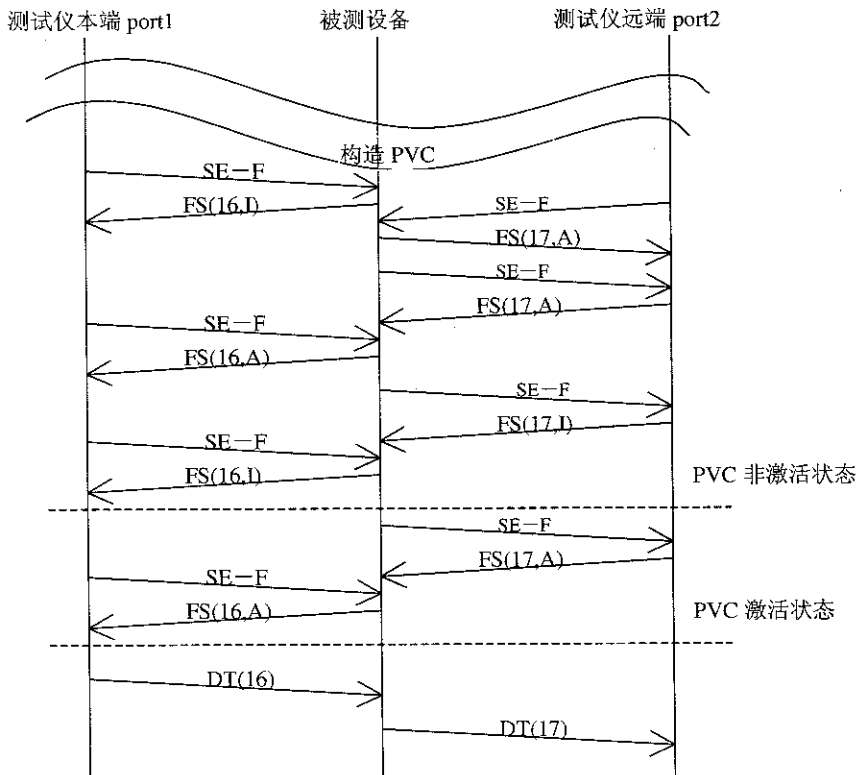 测试仪本端 port1
被测设备
测试仪远端 port2
构造 PVC
SE－F
FS(16,I)
SE－F
FS(17,A)
SE－F
FS(17,A)
SE－F
FS(16,A)
SE－F
FS(17,I)
SE－F
FS(16,I)
PVC 非激活状态
SE－F
FS(17,A)
SE－F
FS(16,A)
PVC 激活状态
DT(16)
DT(17)